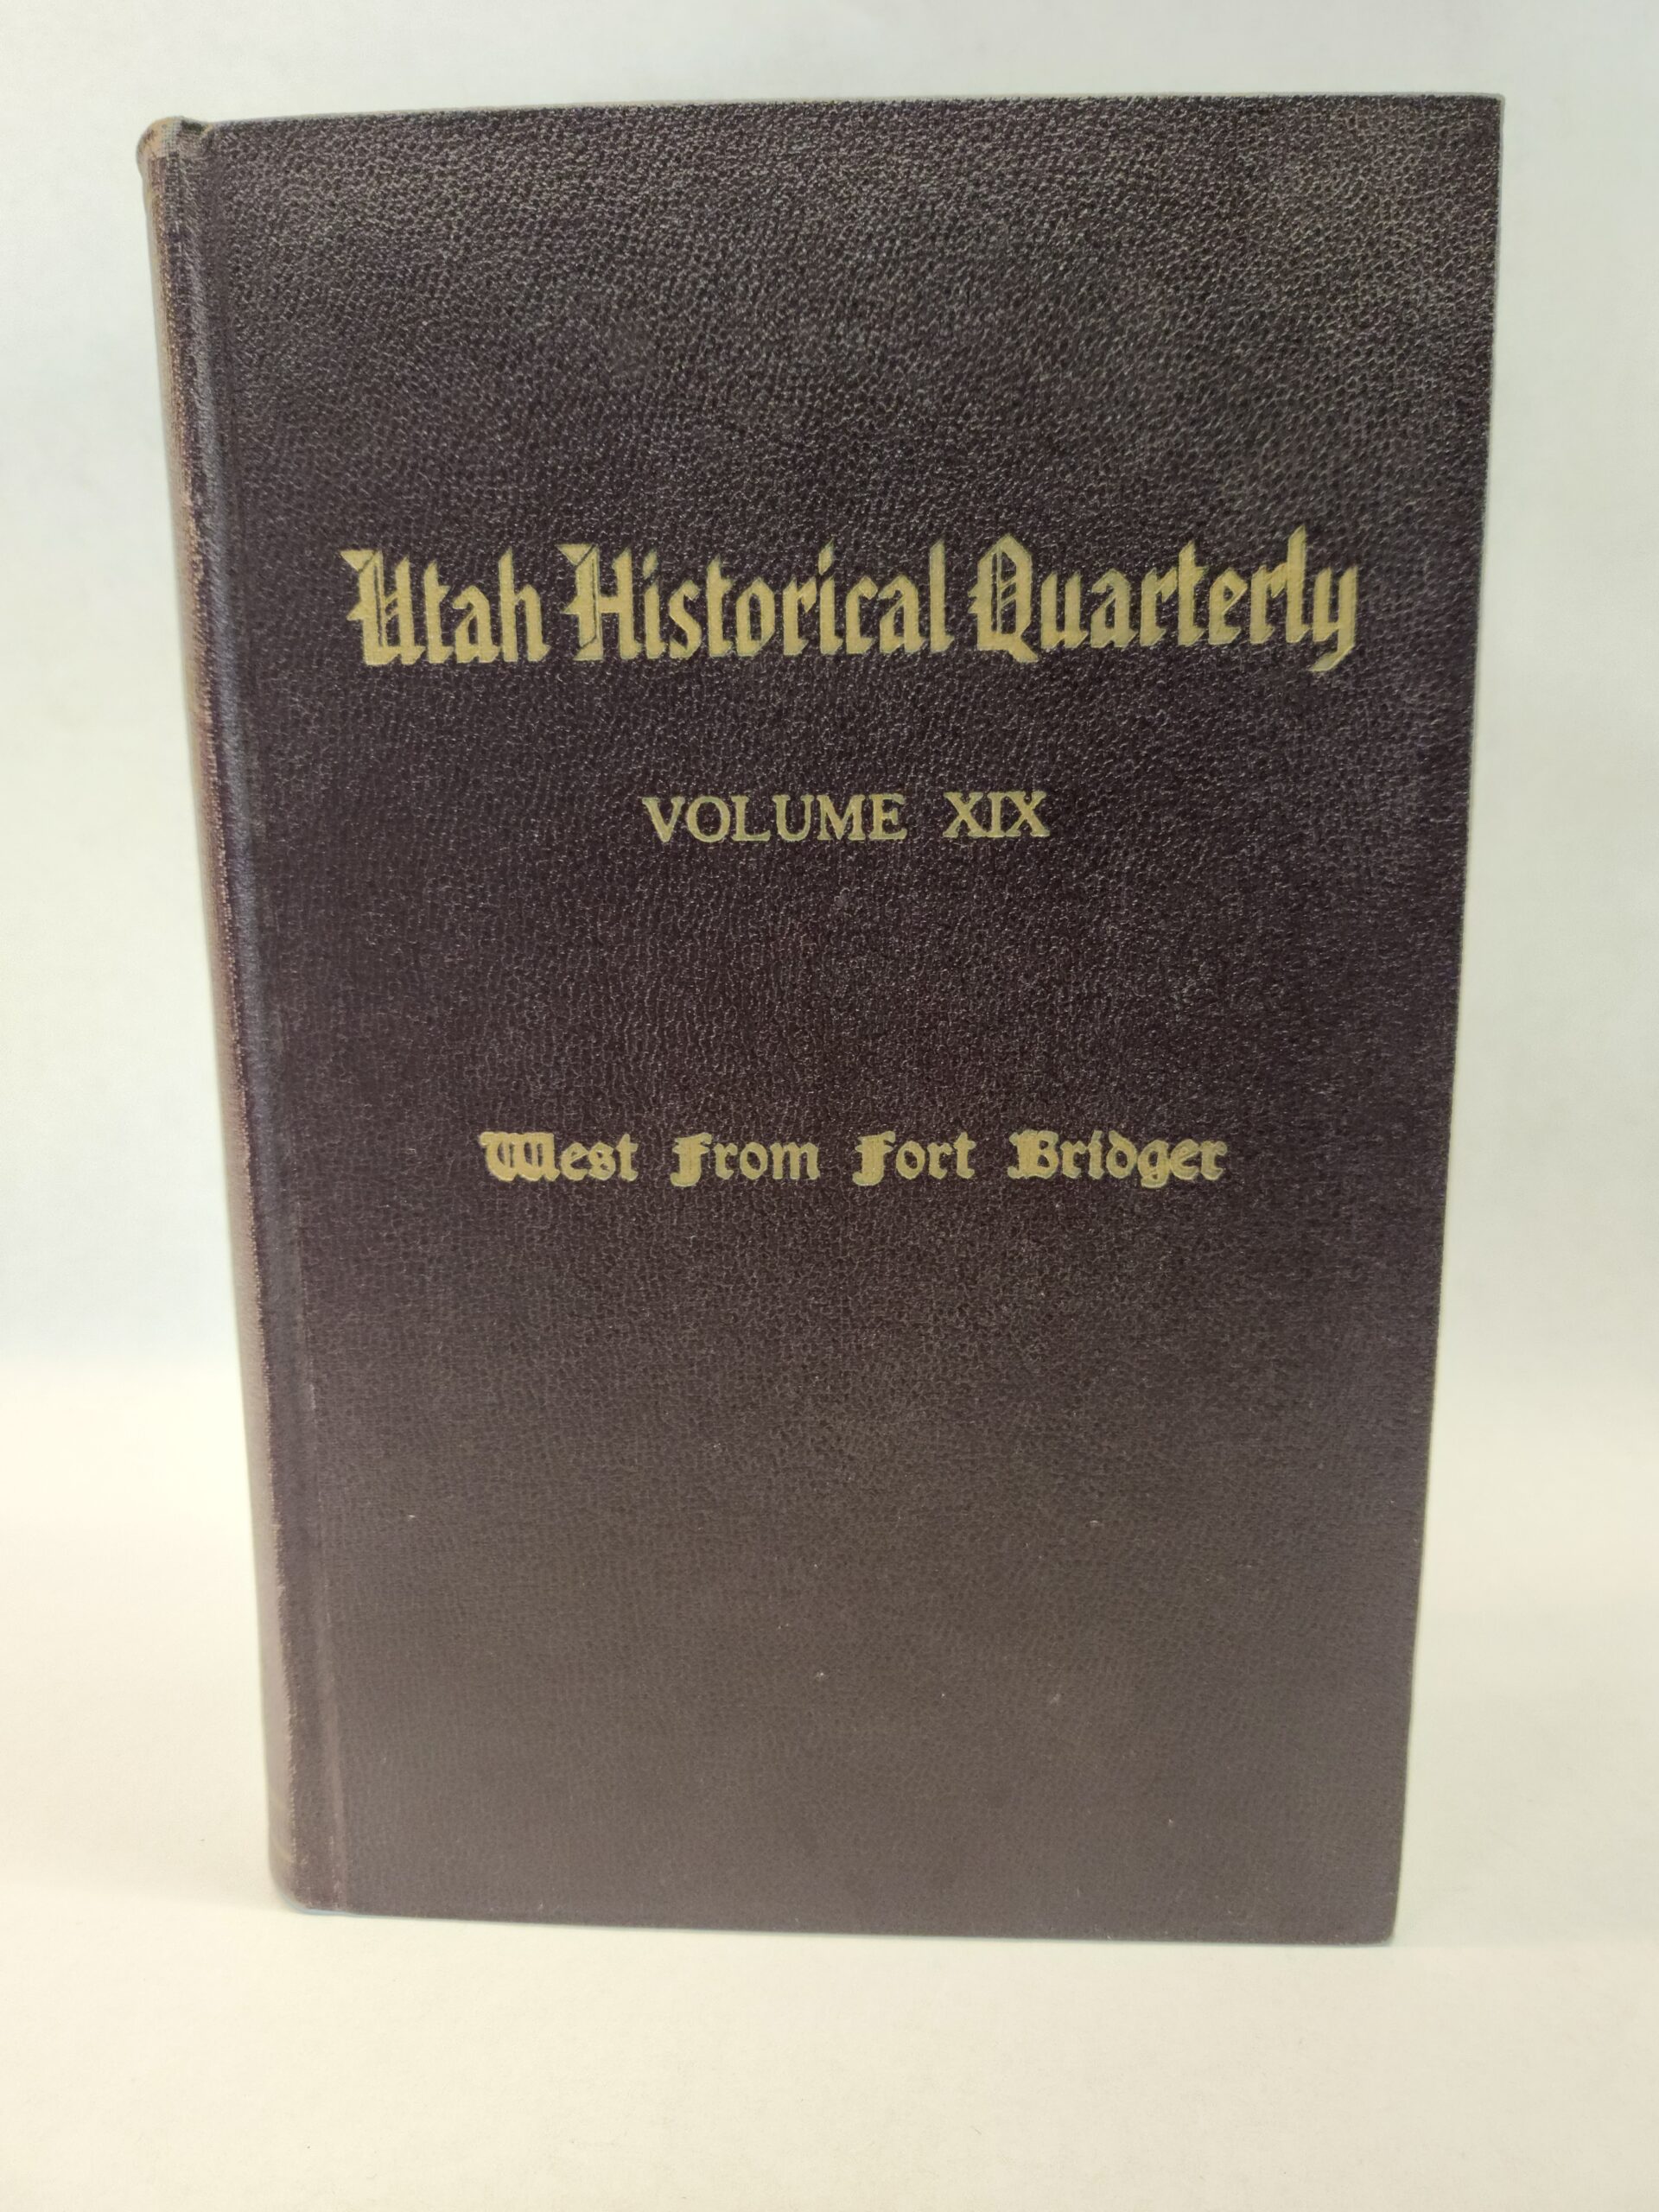 Utah Historical Quarterly
VOLUME XIX
West From Fort Bridger